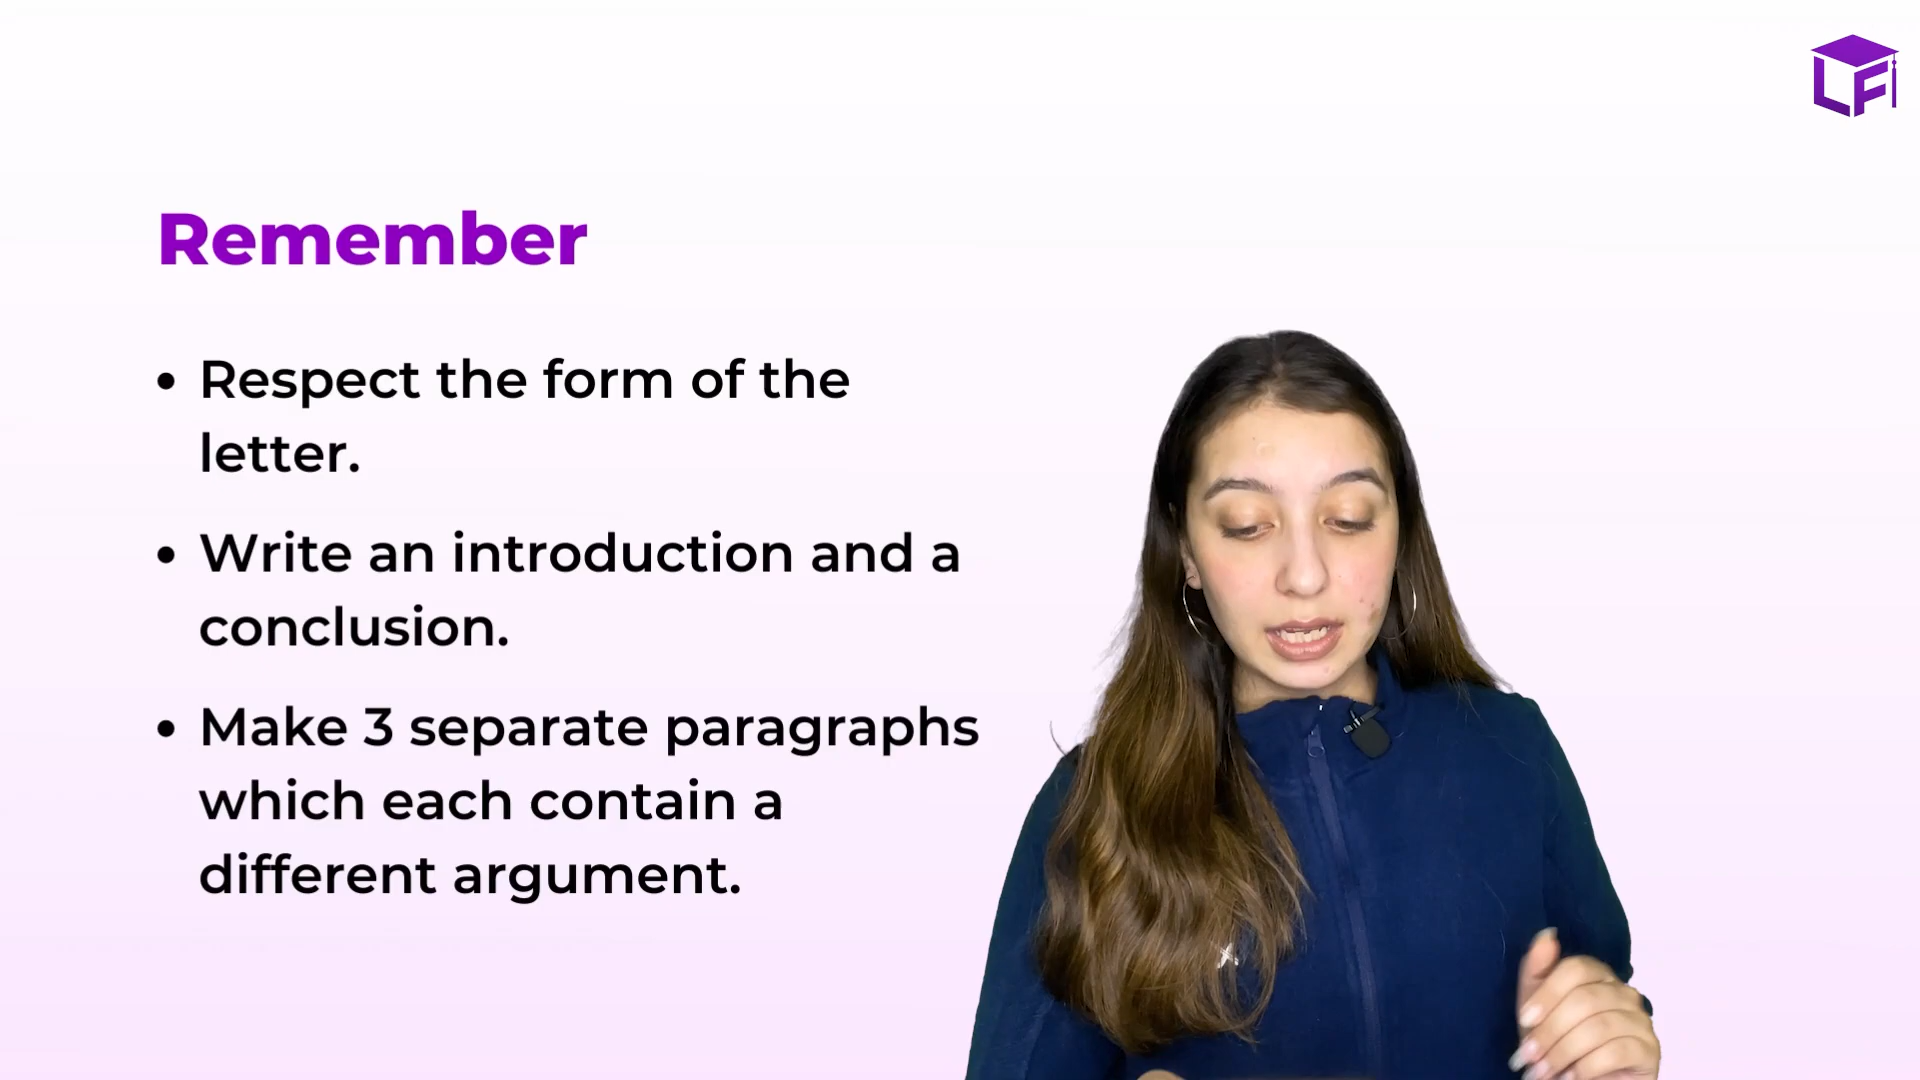 LF
Remember
• Respect the form of the
letter.
• Write an introduction and a
conclusion.
• Make 3 separate paragraphs
which each contain a
different argument.